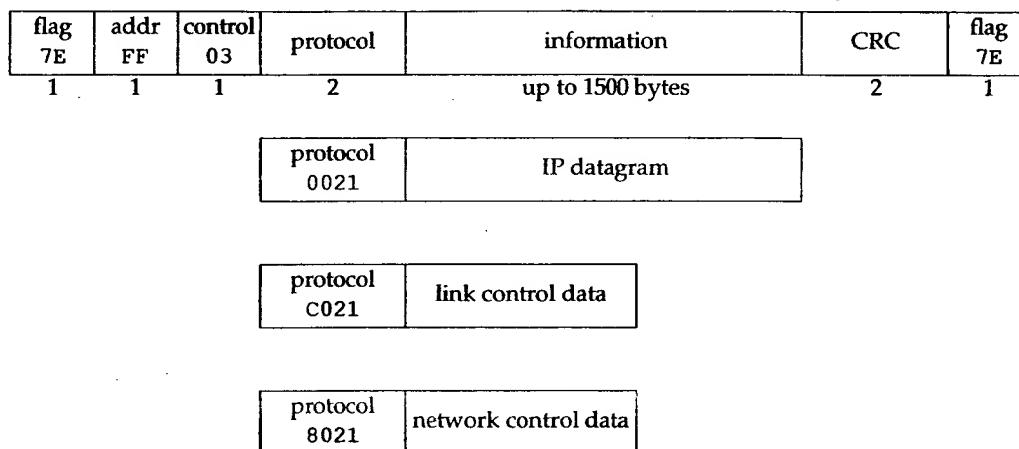 flag addr control protocol information CRC flag
7E FF 03 7E
1 1 1 2 up to 1500 bytes 2 1
protocol IP datagram
0021
protocol link control data
C021
protocol network control data
8021